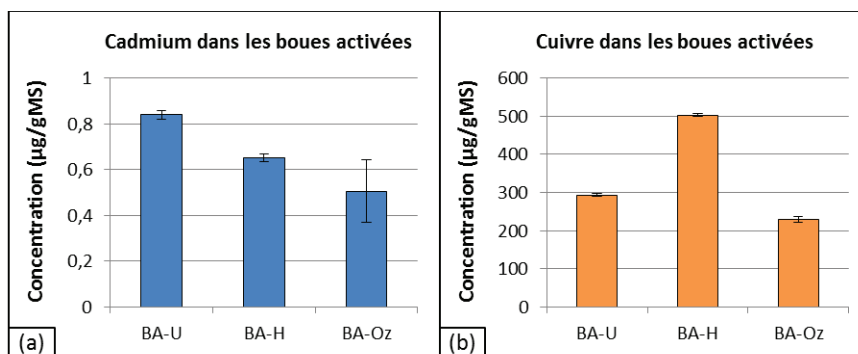 Cadmium dans les boues activées
Concentration (µg/gMS)
1
0,8
0,6
0,4
0,2
0
BA-U BA-H BA-Oz
(a)
Cuivre dans les boues activées
Concentration (µg/gMS)
600
500
400
300
200
100
0
BA-U BA-H BA-Oz
(b)